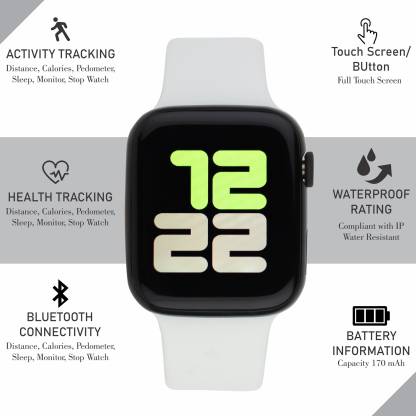 ACTIVITY TRACKING
Distance, Calories, Pedometer,
Sleep, Monitor, Stop Watch
Touch Screen/
BUtton
Full Touch Screen
12
22
HEALTH TRACKING
Distance, Calories, Pedometer,
Sleep, Monitor, Stop Watch
WATERPROOF
RATING
Compliant with IP
Water Resistant
BLUETOOTH
CONNECTIVITY
Distance, Calories, Pedometer,
Sleep, Monitor, Stop Watch
BATTERY
INFORMATION
Capacity 170 mAh